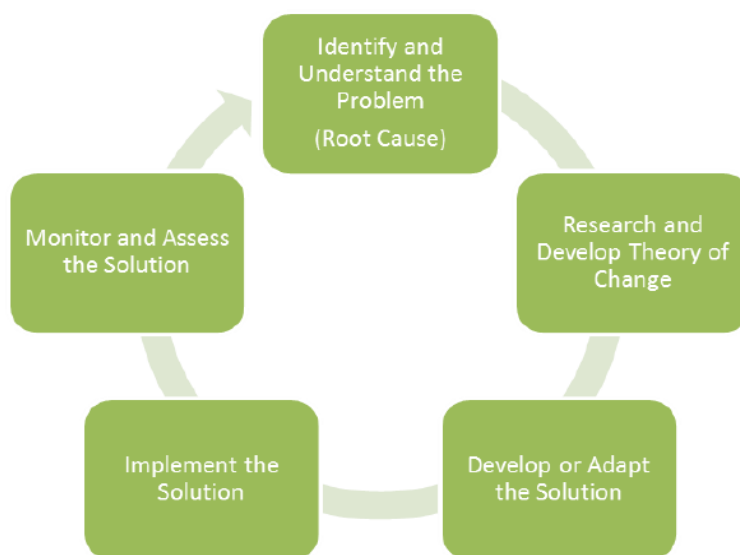 Identify and
Understand the
Problem
(Root Cause)
Research and
Develop Theory of
Change
Develop or Adapt
the Solution
Implement the
Solution
Monitor and Assess
the Solution